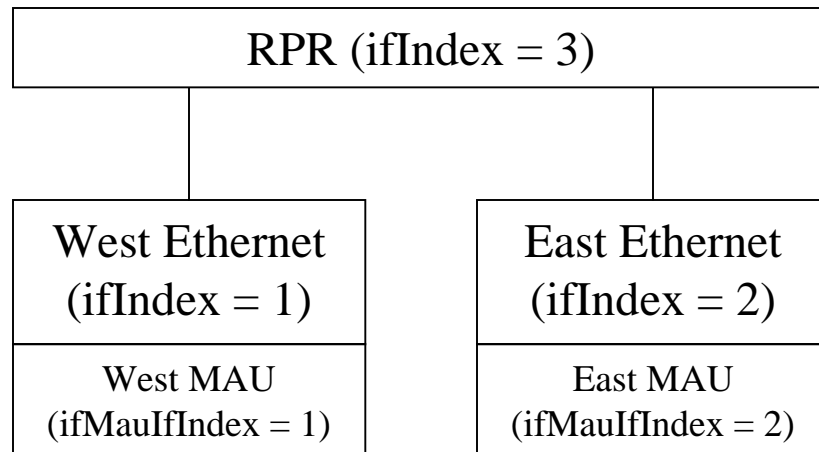 RPR (ifIndex = 3)
West Ethernet
(ifIndex = 1)
West MAU
(ifMauIfIndex = 1)
East Ethernet
(ifIndex = 2)
East MAU
(ifMauIfIndex = 2)